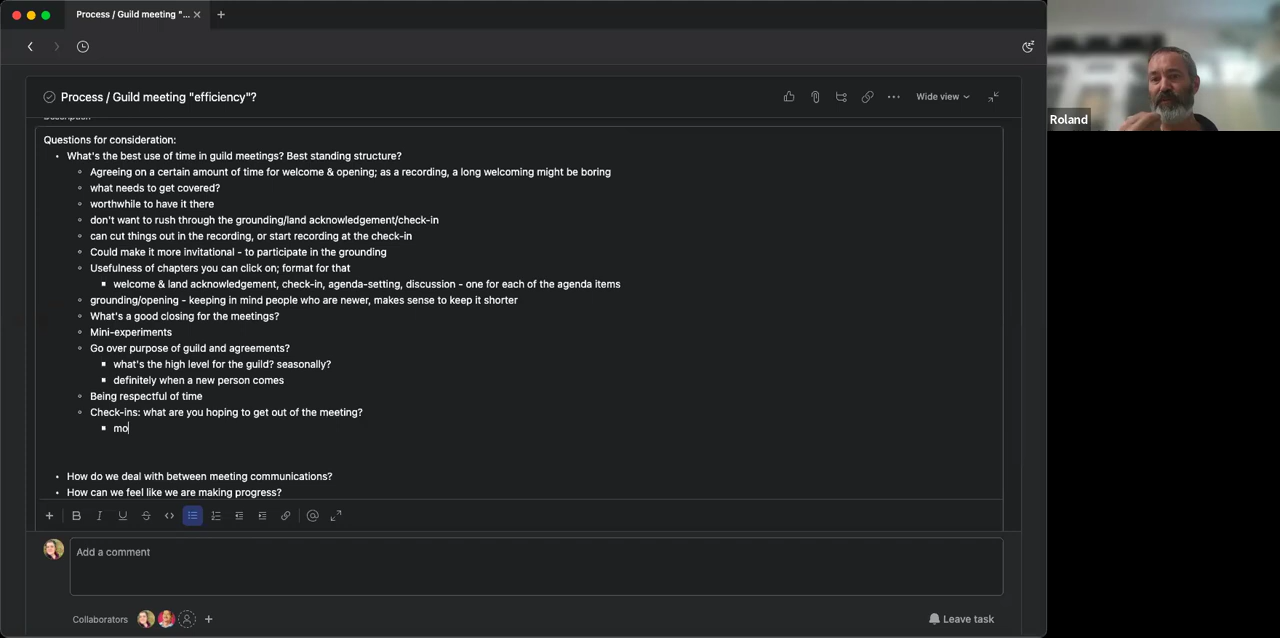 Process / Guild meeting "...
Process / Guild meeting "efficiency"?
Wide view
Description
Questions for consideration:
What's the best use of time in guild meetings? Best standing structure?
Agreeing on a certain amount of time for welcome & opening; as a recording, a long welcoming might be boring
what needs to get covered?
worthwhile to have it there
don't want to rush through the grounding/land acknowledgement/check-in
can cut things out in the recording, or start recording at the check-in
Could make it more invitational - to participate in the grounding
Usefulness of chapters you can click on; format for that
welcome & land acknowledgement, check-in, agenda-setting, discussion - one for each of the agenda items
grounding/opening - keeping in mind people who are newer, makes sense to keep it shorter
What's a good closing for the meetings?
Mini-experiments
Go over purpose of guild and agreements?
what's the high level for the guild? seasonally?
definitely when a new person comes
Being respectful of time
Check-ins: what are you hoping to get out of the meeting?
mo
How do we deal with between meeting communications?
How can we feel like we are making progress?
B I U S
Add a comment
Collaborators
Leave task
Roland